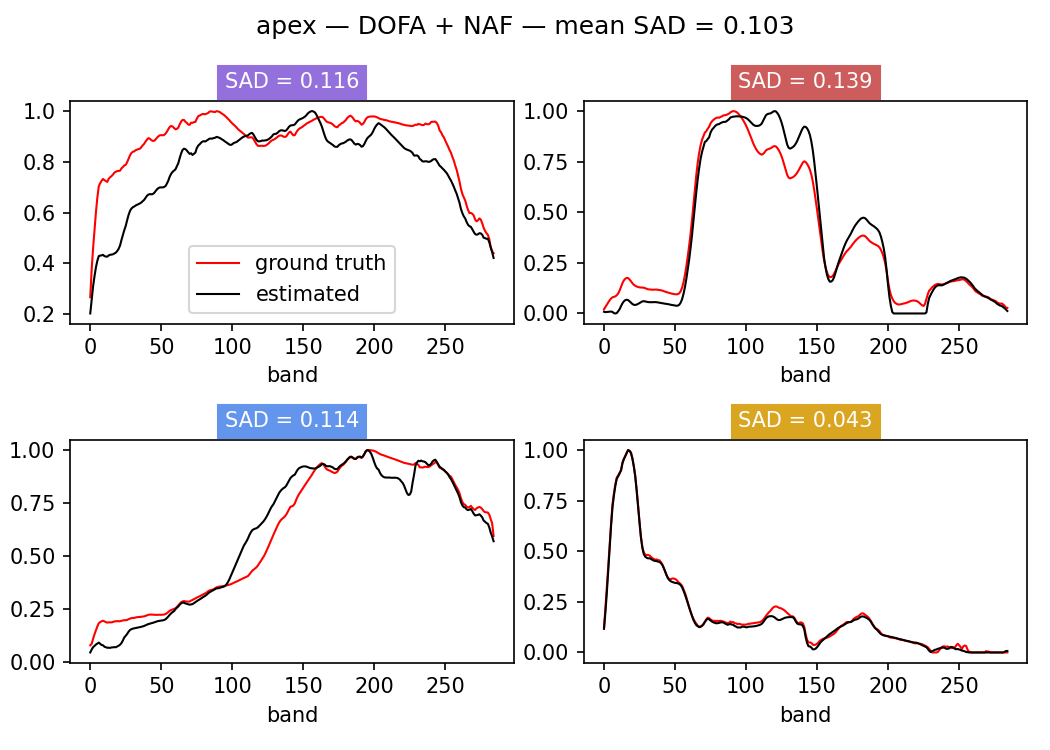 apex — DOFA + NAF — mean SAD = 0.103
SAD = 0.116
1.0
0.8
0.6
0.4
0.2
ground truth
estimated
0 50 100 150 200 250
band
SAD = 0.139
1.00
0.75
0.50
0.25
0.00
0 50 100 150 200 250
band
SAD = 0.114
1.00
0.75
0.50
0.25
0.00
0 50 100 150 200 250
band
SAD = 0.043
1.00
0.75
0.50
0.25
0.00
0 50 100 150 200 250
band